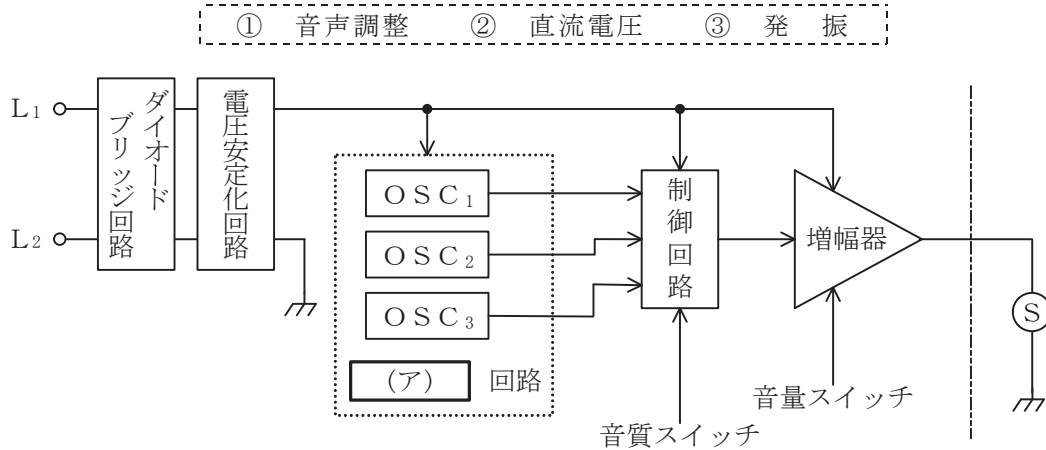 ① 音声調整 ② 直流電圧 ③ 発 振
L1
L2
ダイオード
ブリッジ回路
電圧安定化回路
OSC1
OSC2
OSC3
(ア) 回路
制御回路
増幅器
S
音量スイッチ
音質スイッチ